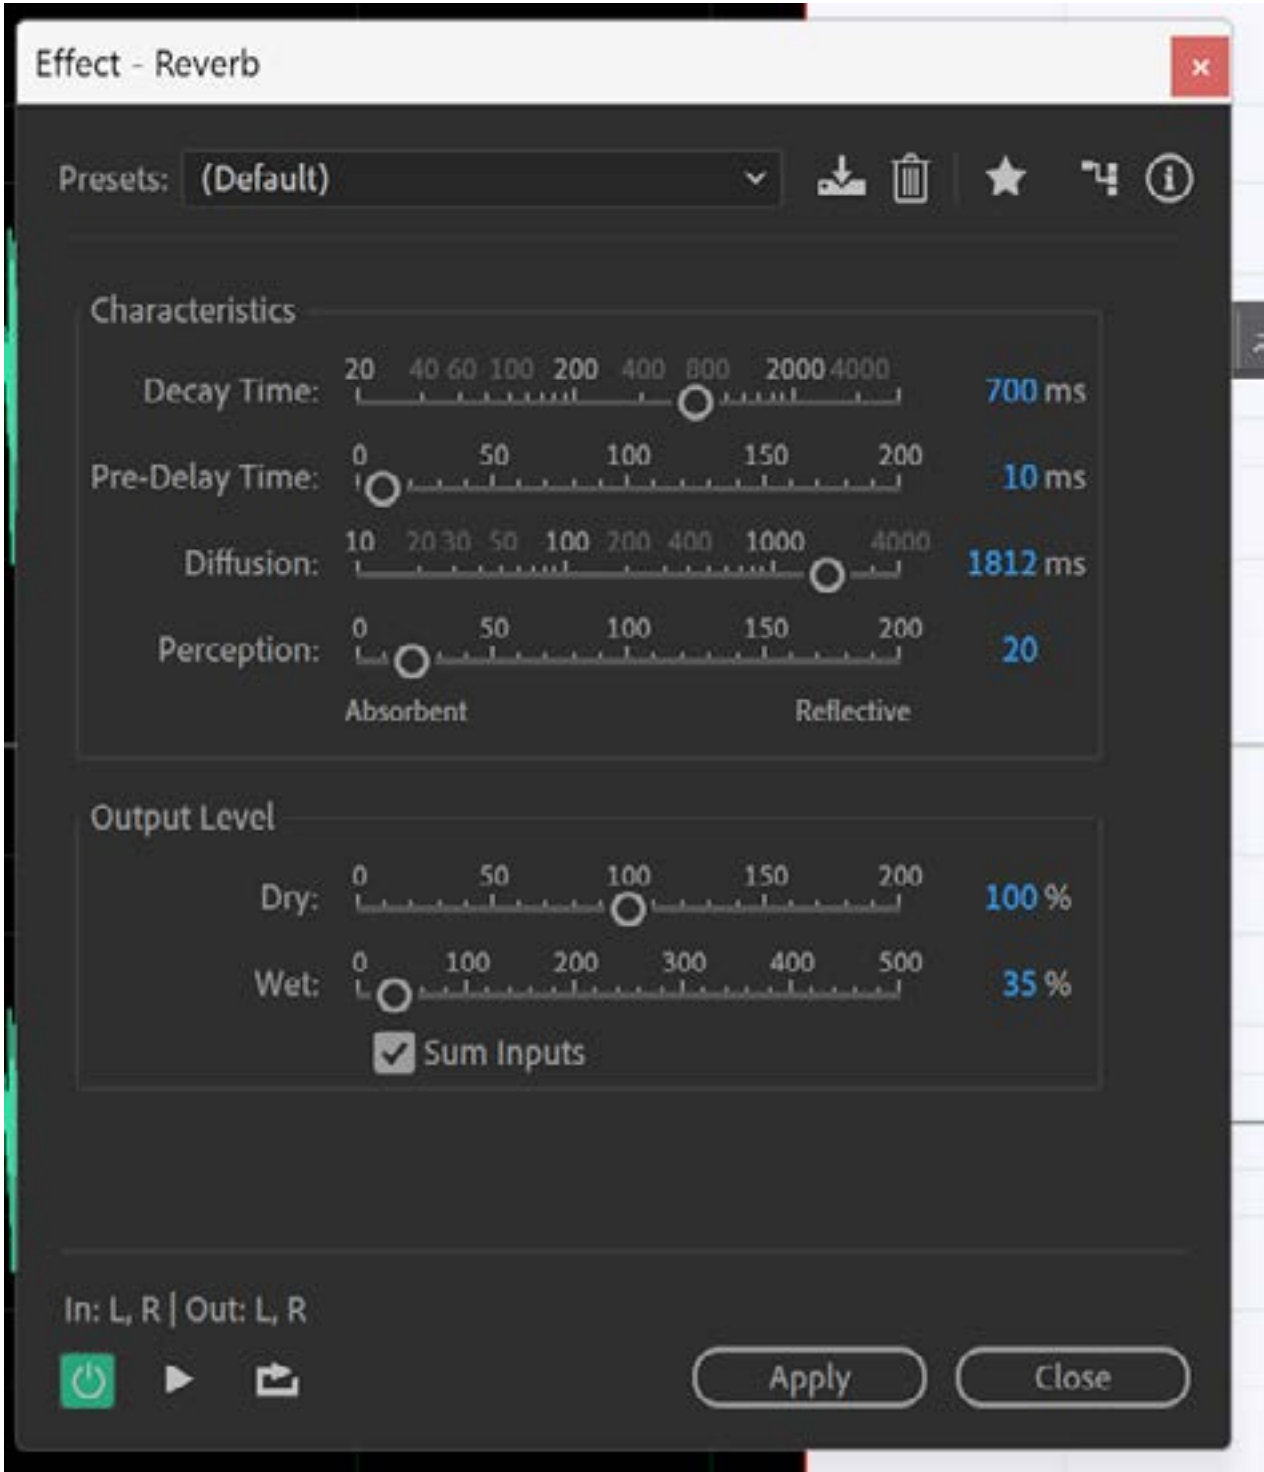 Effect - Reverb
Presets: (Default)
Characteristics
20 40 60 100 200 400 800 2000 4000
Decay Time: 700 ms
0 50 100 150 200
Pre-Delay Time: 10 ms
10 20 30 50 100 200 400 1000 4000
Diffusion: 1812 ms
0 50 100 150 200
Perception: 20
Absorbent Reflective
Output Level
0 50 100 150 200
Dry: 100 %
0 100 200 300 400 500
Wet: 35 %
Sum Inputs
In: L, R | Out: L, R
Apply Close